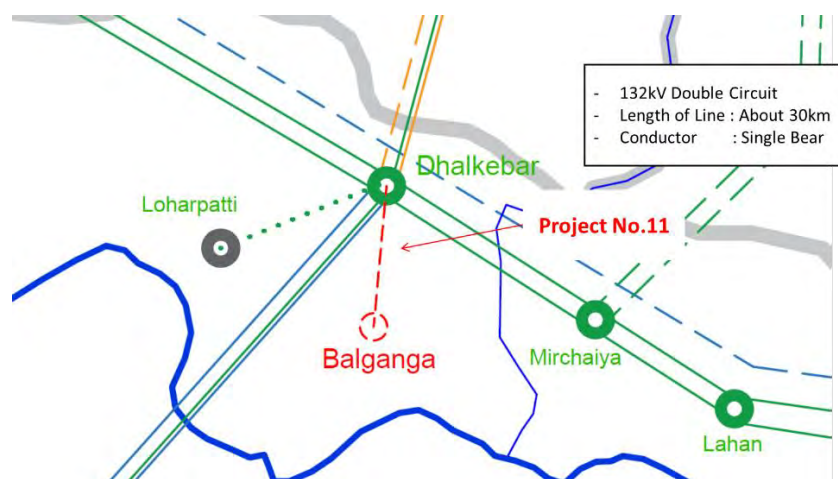 - 132kV Double Circuit
- Length of Line : About 30km
- Conductor : Single Bear
Dhalkebar
Loharpatti
Project No.11
Balganga
Mirchaiya
Lahan